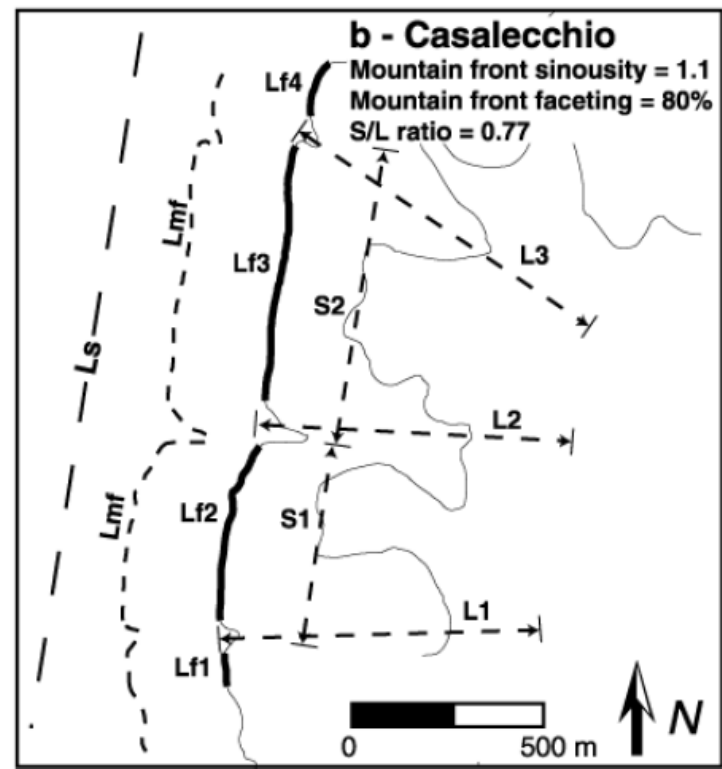 b - Casalecchio
Mountain front sinousity = 1.1
Mountain front faceting = 80%
S/L ratio = 0.77
Lf4
Lmf
Lf3
L3
S2
Ls
L2
Lmf
Lf2
S1
L1
Lf1
N
0 500 m